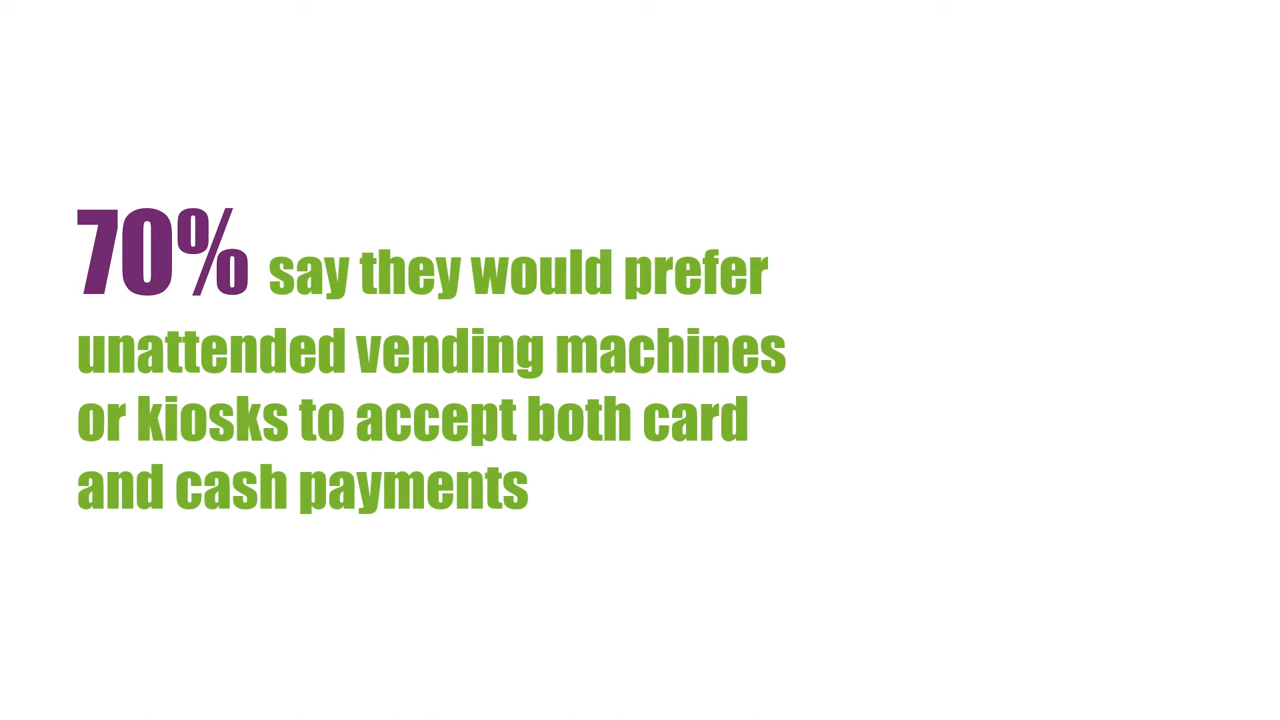 70% say they would prefer
unattended vending machines
or kiosks to accept both card
and cash payments